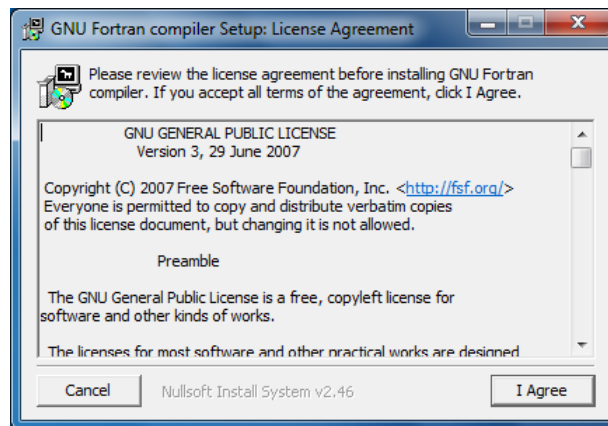 GNU Fortran compiler Setup: License Agreement
Please review the license agreement before installing GNU Fortran
compiler. If you accept all terms of the agreement, click I Agree.
GNU GENERAL PUBLIC LICENSE
Version 3, 29 June 2007
Copyright (C) 2007 Free Software Foundation, Inc. <http://fsf.org/>
Everyone is permitted to copy and distribute verbatim copies
of this license document, but changing it is not allowed.
Preamble
The GNU General Public License is a free, copyleft license for
software and other kinds of works.
The licenses for most software and other practical works are designed
Cancel
Nullsoft Install System v2.46
I Agree